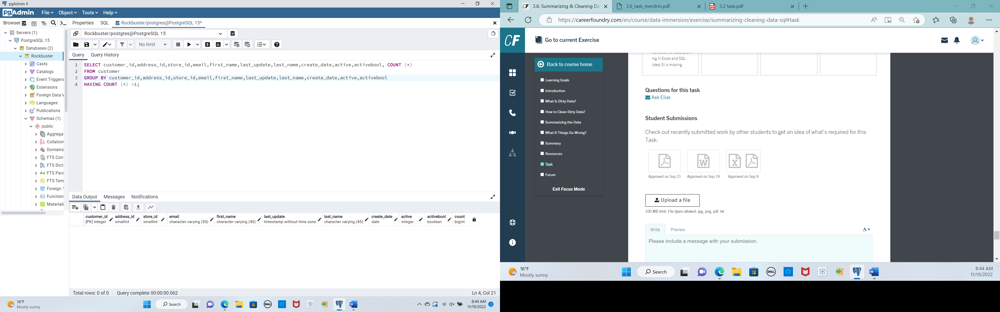 pgAdmin 4
pgAdmin
File
Object
Tools
Help
Browser
Properties
SQL
Rockbuster/postgres@PostgreSQL 15*
Servers (1)
PostgreSQL 15
Databases (2)
Rockbuster
Casts
Catalogs
Event Triggers
Extensions
Foreign Data
Languages
Publications
Schemas (1)
public
Aggrega
Collation
Domains
FTS Con
FTS Dict
Aa FTS Pars
FTS Tem
Foreign T
Function
Materiali
Rockbuster/postgres@PostgreSQL 15
No limit
E
Query
Query History
1 SELECT customer_id,address_id,store_id,email,first_name,last_update,last_name,create_date,active,activebool, COUNT (*)
2 FROM customer
3 GROUP BY customer_id,address_id,store_id,email,first_name,last_update,last_name,create_date,active,activebool
4 HAVING COUNT (*) >1;
Data Output
Messages
Notifications
customer_id
[PK] integer
address_id
smallint
store_id
smallint
email
character varying (50)
first_name
character varying (45)
last_update
timestamp without time zone
last_name
character varying (45)
create_date
date
active
integer
activebool
boolean
count
bigint
Total rows: 0 of 0
Query complete 00:00:00.062
Ln 4, Col 21
16°F
Mostly sunny
Search
DELL
W
8:44 AM
11/19/2022
1
CF 3.6: Summarizing & Cleaning Da
3.6_task_mendrin.pdf
PDF 3.2 task.pdf
https://careerfoundry.com/en/course/data-immersion/exercise/summarizing-cleaning-data-sql#task
CF
Go to current Exercise
Back to course home
Learning Goals
Introduction
What Is Dirty Data?
How to Clean Dirty Data?
Summarizing the Data
What If Things Go Wrong?
Summary
Resources
Task
Forum
Exit Focus Mode
Reflection on data profil-
ing in Excel and SQL
(step 3) is missing
Questions for this task
Ask Elias
Student Submissions
Check out recently submitted work by other students to get an idea of what's required for this
Task:
W
X
Approved on Sep 21
Approved on Sep 19
Approved on Sep 9
Upload a file
100 MB limit, File types allowed: jpg, png, pdf, txt
Write
Preview
A
Please include a message with your submission.
16°F
Mostly sunny
Search
DELL
W
8:44 AM
11/19/2022